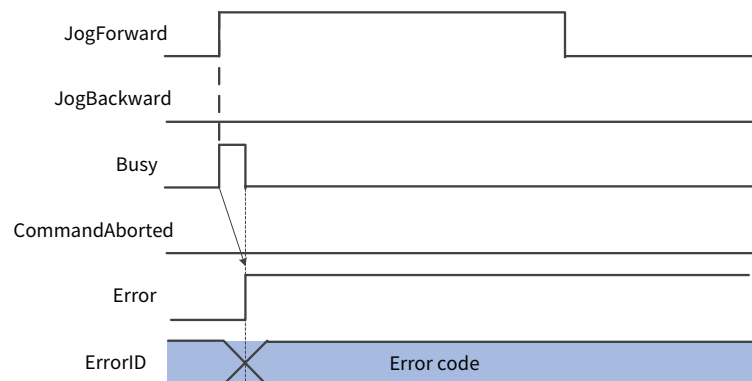 JogForward
JogBackward
Busy
CommandAborted
Error
ErrorID
Error code